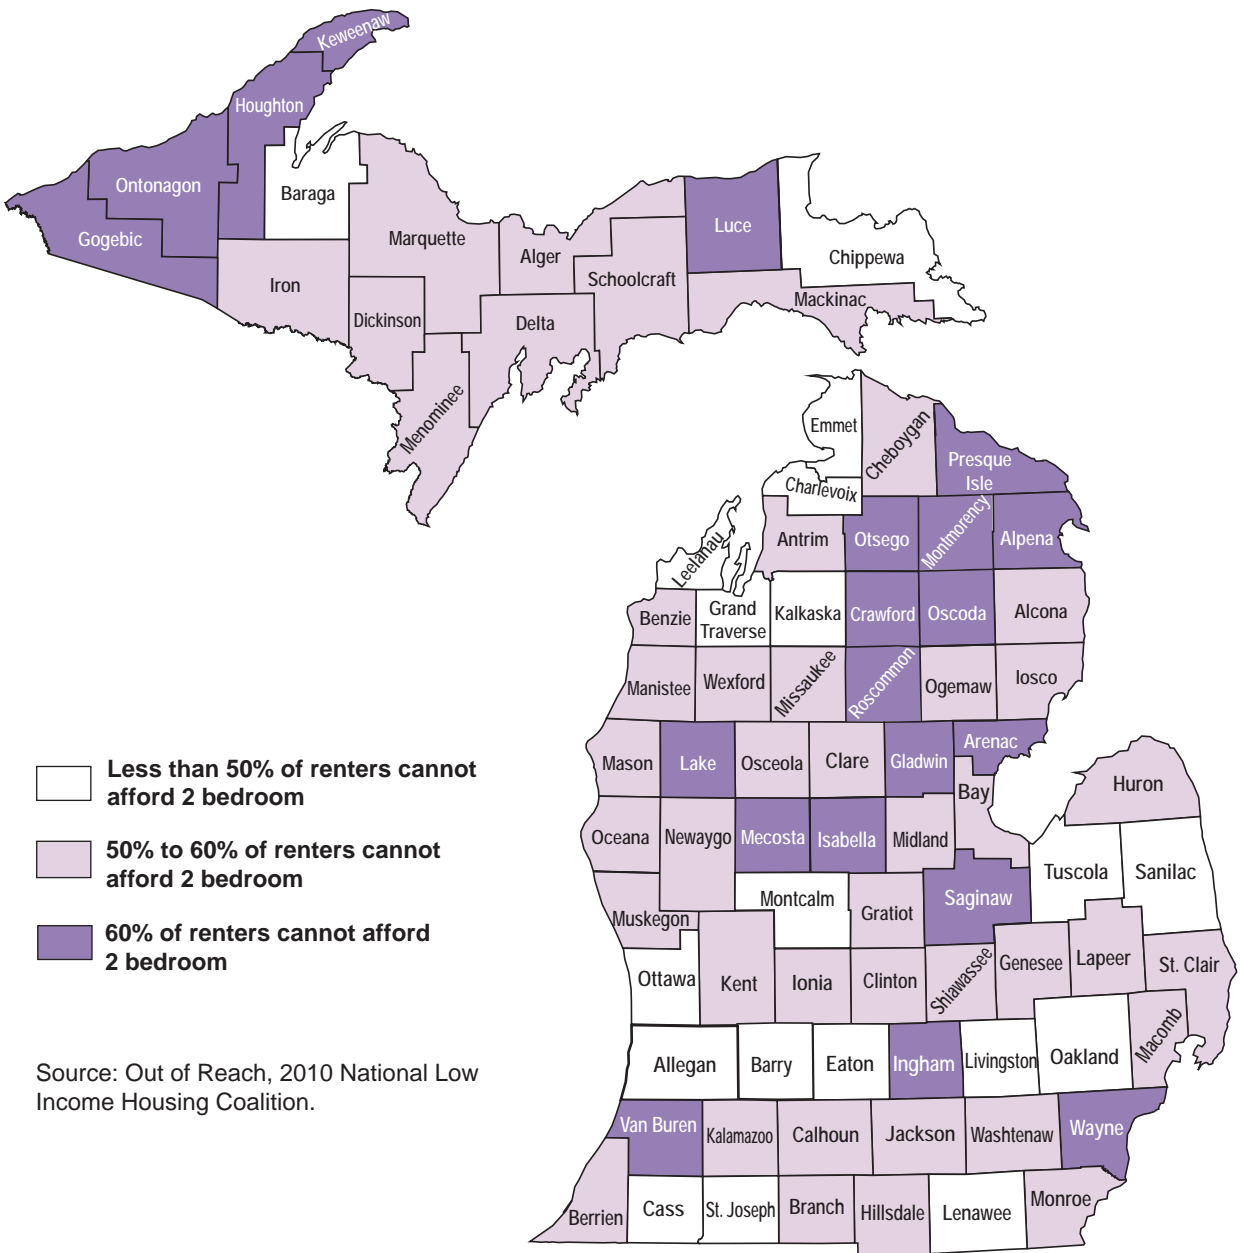 Keweenaw
Houghton
Ontonagon
Baraga
Gogebic
Marquette
Luce
Alger
Chippewa
Iron
Schoolcraft
Mackinac
Dickinson
Delta
Menominee
Emmet
Cheboygan
Presque
Isle
Charlevoix
Leelanau
Antrim
Otsego
Montmorency
Alpena
Benzie
Grand
Traverse
Kalkaska
Crawford
Oscoda
Alcona
Manistee
Wexford
Missaukee
Roscommon
Ogemaw
Iosco
Mason
Lake
Osceola
Clare
Gladwin
Arenac
Bay
Huron
Oceana
Newaygo
Mecosta
Isabella
Midland
Tuscola
Sanilac
Muskegon
Montcalm
Gratiot
Saginaw
Ottawa
Kent
Ionia
Clinton
Shiawassee
Genesee
Lapeer
St. Clair
Allegan
Barry
Eaton
Ingham
Livingston
Oakland
Macomb
Van Buren
Kalamazoo
Calhoun
Jackson
Washtenaw
Wayne
Berrien
Cass
St. Joseph
Branch
Hillsdale
Lenawee
Monroe
Less than 50% of renters cannot
afford 2 bedroom
50% to 60% of renters cannot
afford 2 bedroom
60% of renters cannot afford
2 bedroom
Source: Out of Reach, 2010 National Low
Income Housing Coalition.